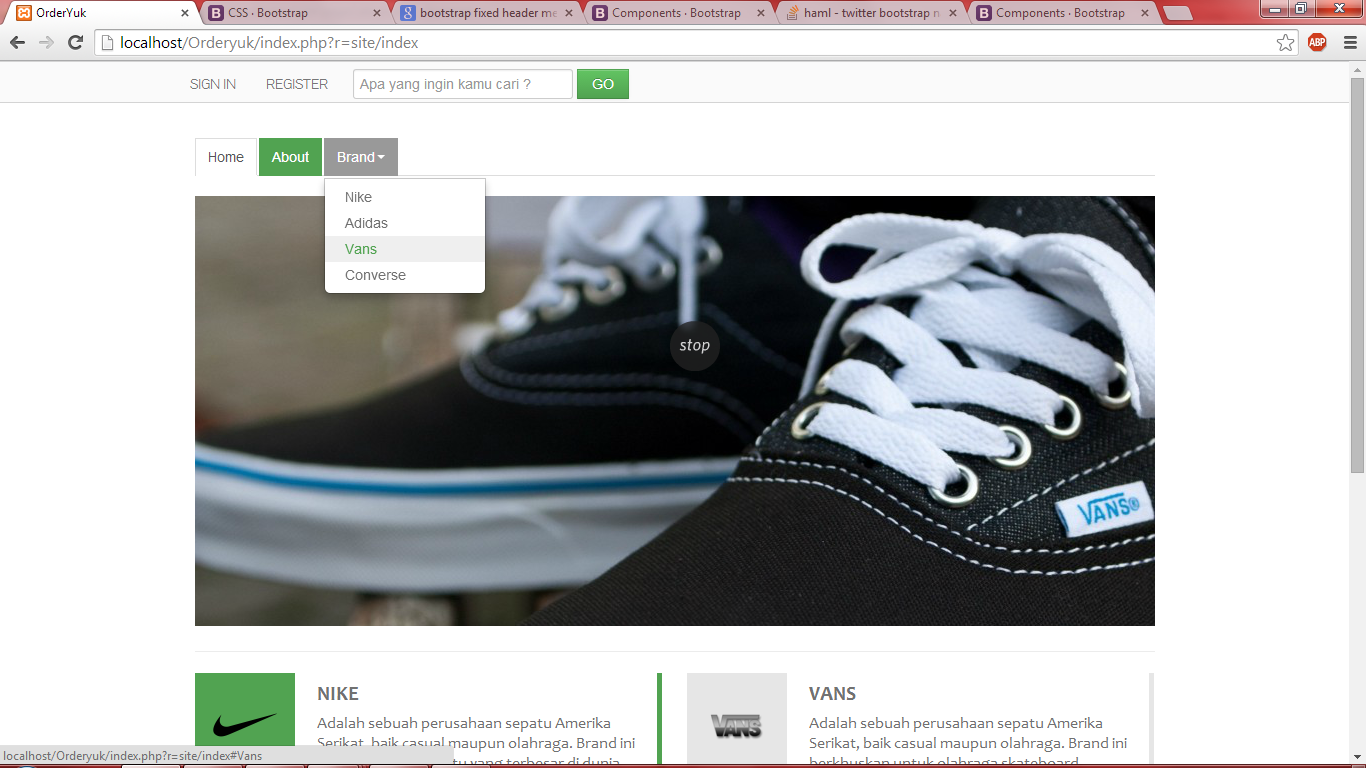 OrderYuk
CSS · Bootstrap
bootstrap fixed header me
Components · Bootstrap
haml - twitter bootstrap n
Components · Bootstrap
localhost/Orderyuk/index.php?r=site/index
ABP
SIGN IN REGISTER Apa yang ingin kamu cari ? GO
Home About Brand
Nike
Adidas
Vans
Converse
stop
VANS
NIKE
Adalah sebuah perusahaan sepatu Amerika
Serikat, baik casual maupun olahraga. Brand ini
yang terbesar di dunia
VANS
VANS
Adalah sebuah perusahaan sepatu Amerika
Serikat, baik casual maupun olahraga. Brand ini
berkhususkan untuk olahraga skateboard
localhost/Orderyuk/index.php?r=site/index#Vans